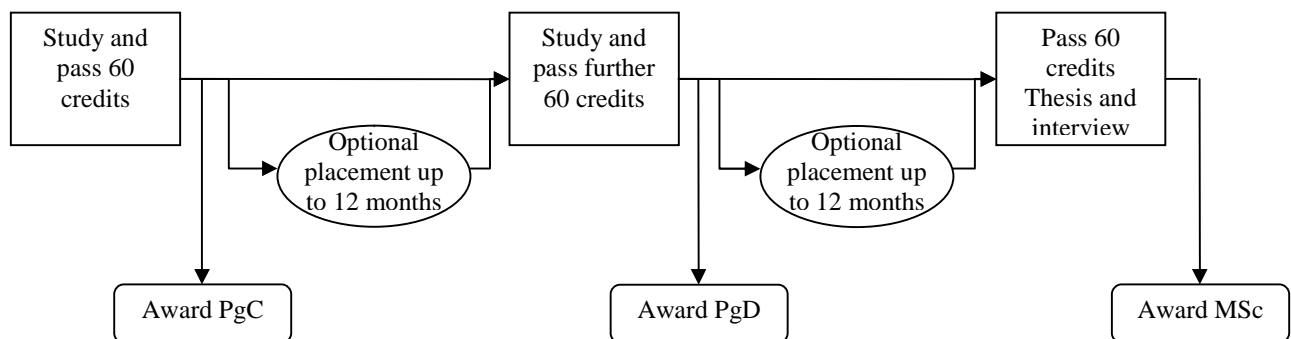 Study and
pass 60
credits
Study and
pass further
60 credits
Pass 60
credits
Thesis and
interview
Optional
placement up
to 12 months
Optional
placement up
to 12 months
Award PgC
Award PgD
Award MSc